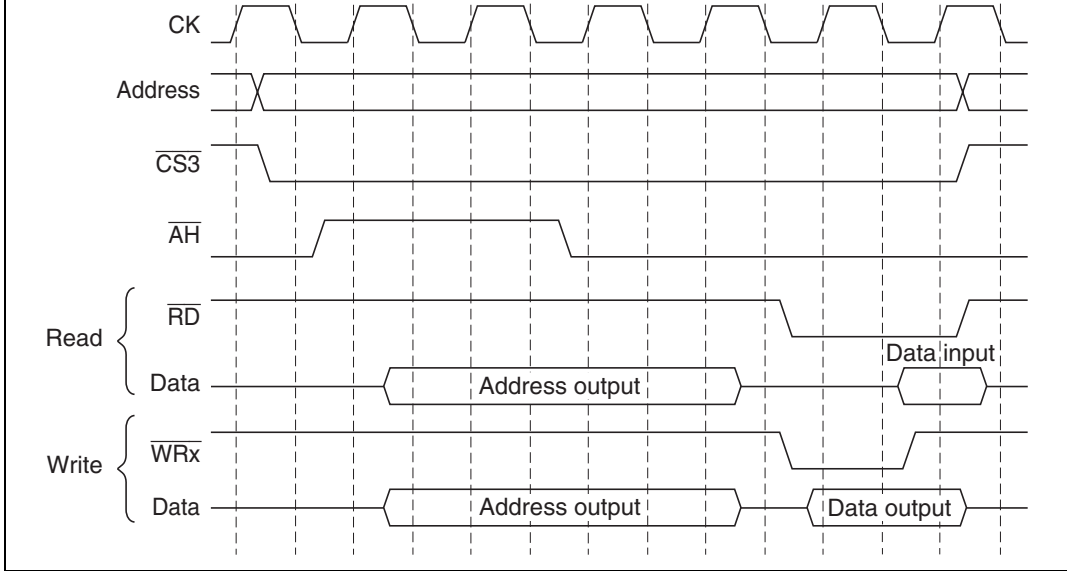 CK
Address
CS3
AH
Read
RD
Data input
Data
Address output
Write
WRx
Data
Address output
Data output